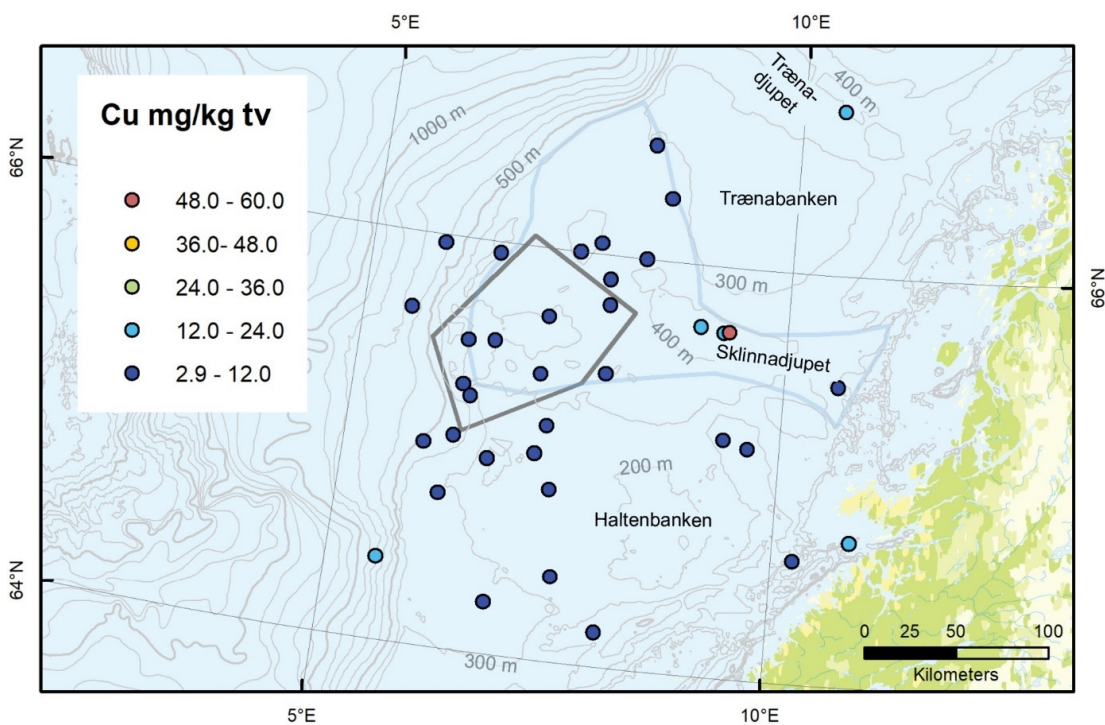 5°E
10°E
Cu mg/kg tv
48.0 - 60.0
36.0- 48.0
24.0 - 36.0
12.0 - 24.0
2.9 - 12.0
Træna-
djupet
400 m
1000 m
500 m
66°N
Trænabanken
300 m
66°N
400 m
Sklinnadjupet
200 m
Haltenbanken
64°N
300 m
0 25 50 100
Kilometers
5°E
10°E